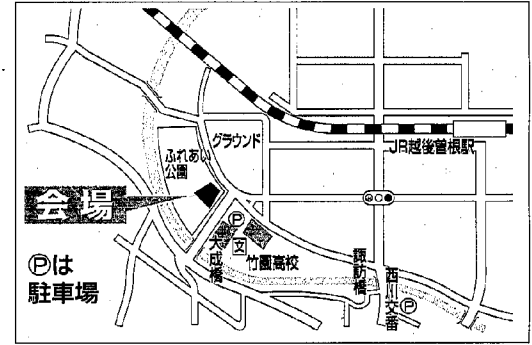 JR越後曽根駅
グラウンド
ふれあい
公園
会場
Ⓟ
文
竹園高校
大成橋
諏訪橋
西川交番
Ⓟ
Ⓟは
駐車場